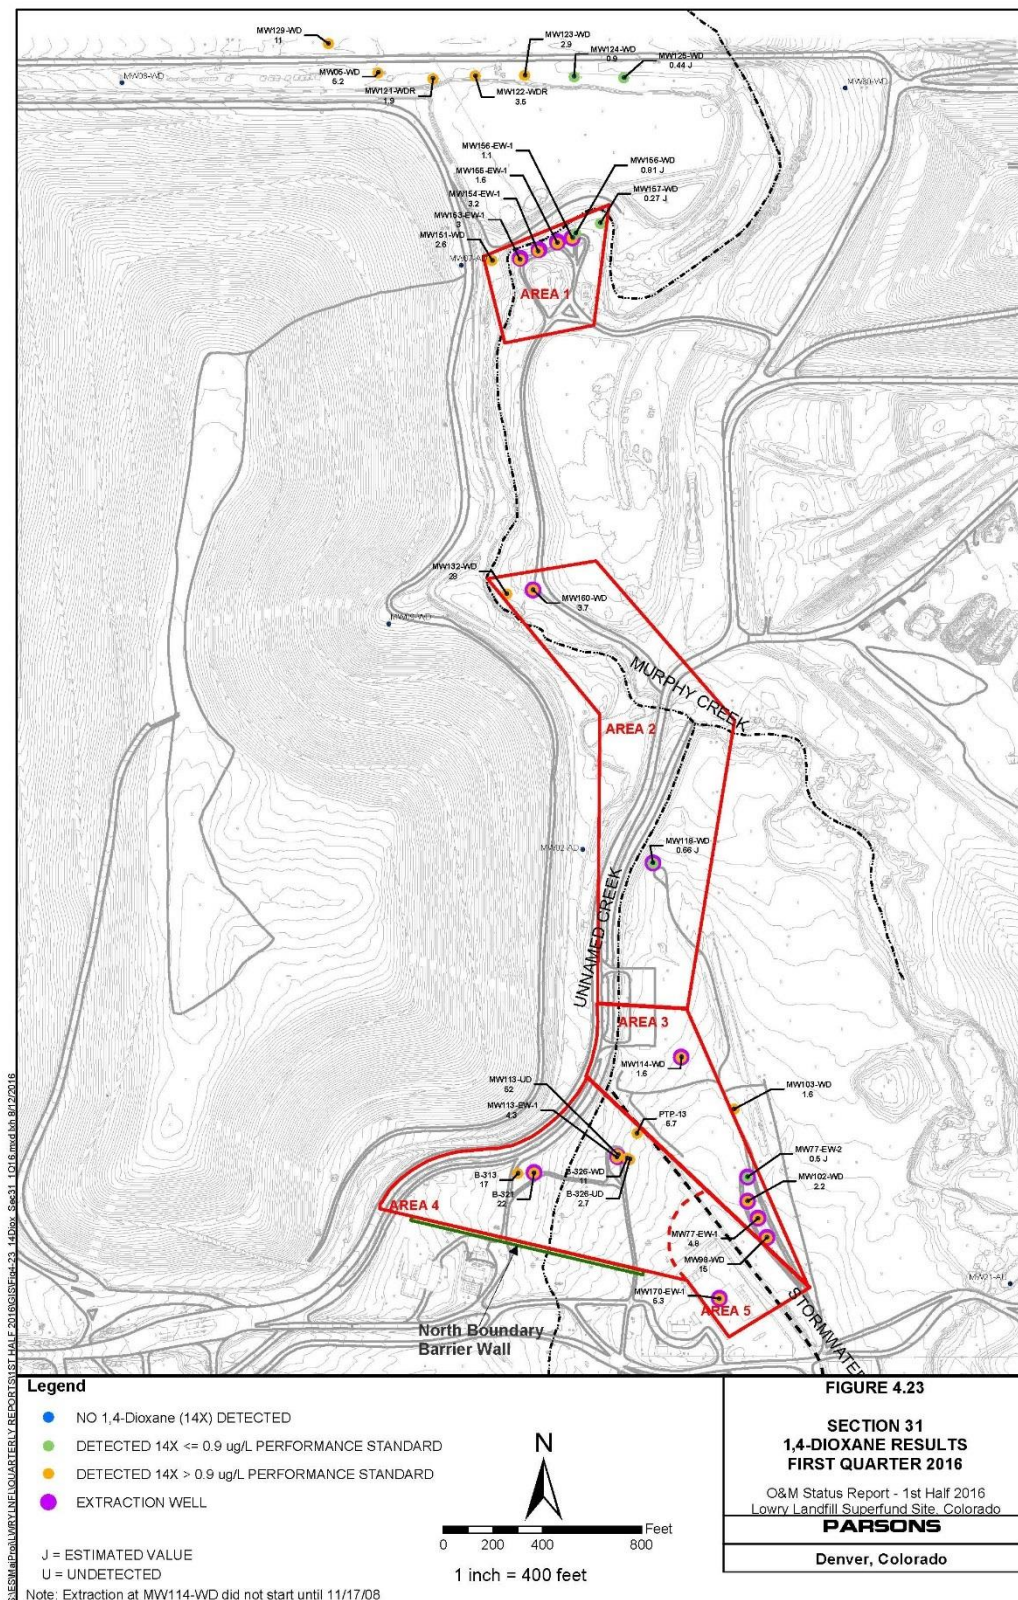 MW129-WD
11
MW05-WD
6.2
MW121-WDR
1.9
MW122-WDR
3.5
MW123-WD
2.9
MW124-WD
0.9
MW125-WD
0.44 J
MW156-EW-1
1.1
MW155-EW-1
1.6
MW154-EW-1
3.2
MW153-EW-1
3
MW151-WD
2.6
MW156-WD
0.81 J
MW157-WD
0.27 J
AREA 1
MW132-WD
29
MW160-WD
3.7
MURPHY CREEK
AREA 2
MW118-WD
0.66 J
UNNAMED CREEK
AREA 3
MW114-WD
1.6
MW113-UD
52
MW113-EW-1
4.3
PTP-13
6.7
MW103-WD
1.6
MW77-EW-2
0.5 J
MW102-WD
2.2
B-313
17
B-321
22
B-326-WD
11
B-326-UD
2.7
MW77-EW-1
4.8
MW98-WD
15
AREA 4
MW170-EW-1
6.3
AREA 5
STORMWATER
North Boundary
Barrier Wall
Legend
NO 1,4-Dioxane (14X) DETECTED
DETECTED 14X <= 0.9 ug/L PERFORMANCE STANDARD
DETECTED 14X > 0.9 ug/L PERFORMANCE STANDARD
EXTRACTION WELL
J = ESTIMATED VALUE
U = UNDETECTED
Note: Extraction at MW114-WD did not start until 11/17/08
N
Feet
0 200 400 800
1 inch = 400 feet
FIGURE 4.23
SECTION 31
1,4-DIOXANE RESULTS
FIRST QUARTER 2016
O&M Status Report - 1st Half 2016
Lowry Landfill Superfund Site, Colorado
PARSONS
Denver, Colorado